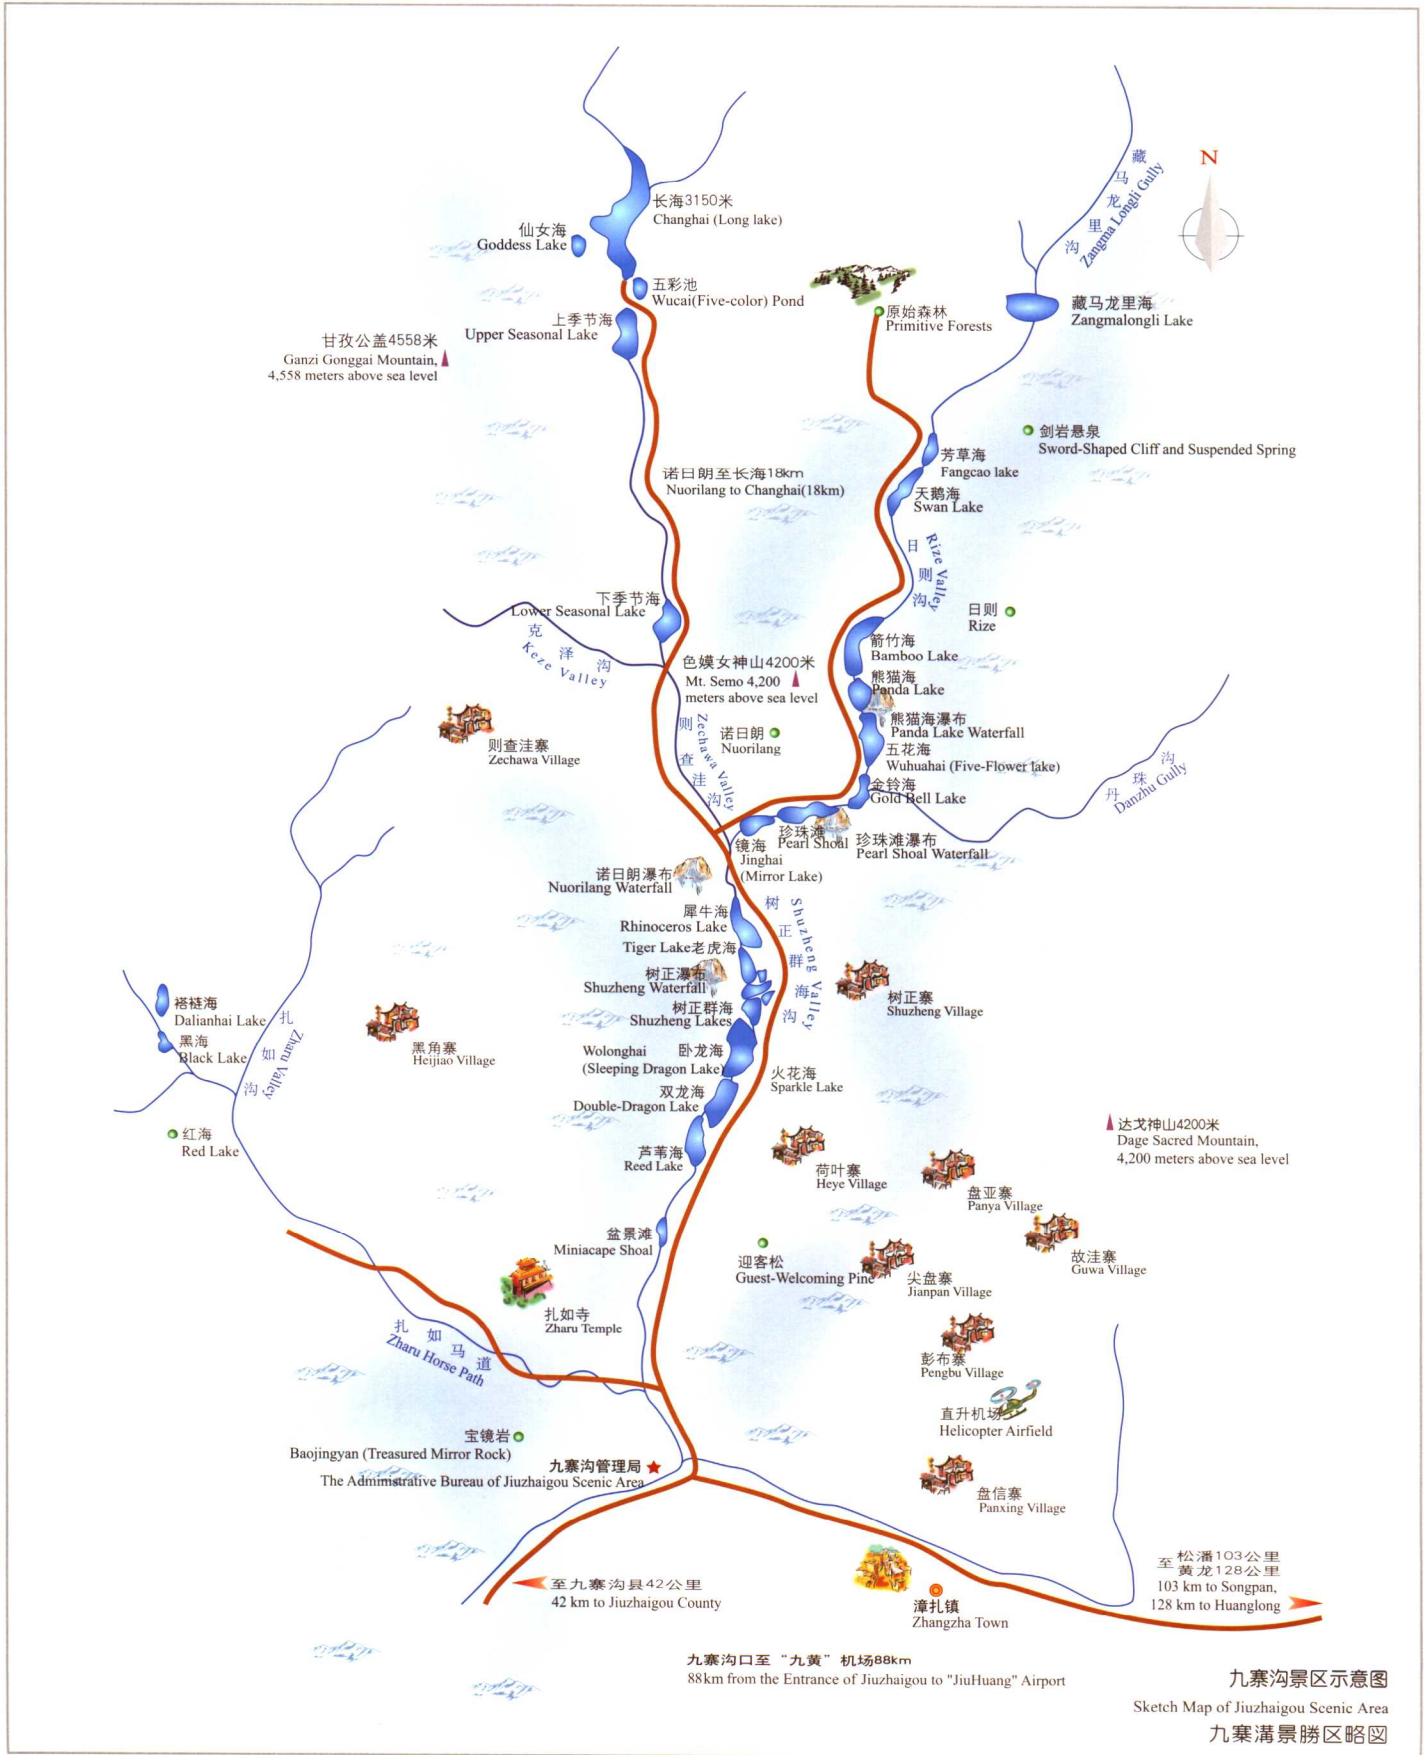 藏马龙里沟
Zangma Longli Gully
N
长海3150米
Changhai (Long lake)
仙女海
Goddess Lake
五彩池
Wucai(Five-color) Pond
上季节海
Upper Seasonal Lake
原始森林
Primitive Forests
藏马龙里海
Zangmalongli Lake
甘孜公盖4558米
Ganzi Gonggai Mountain,
4,558 meters above sea level
剑岩悬泉
Sword-Shaped Cliff and Suspended Spring
芳草海
Fangcao lake
诺日朗至长海18km
Nuorilang to Changhai(18km)
天鹅海
Swan Lake
日则沟
Rize Valley
下季节海
Lower Seasonal Lake
日则
Rize
克泽沟
Keze Valley
箭竹海
Bamboo Lake
色嫫女神山4200米
Mt. Semo 4,200
meters above sea level
熊猫海
Panda Lake
熊猫海瀑布
Panda Lake Waterfall
则查洼沟
Zechawa Valley
诺日朗
Nuorilang
则查洼寨
Zechawa Village
五花海
Wuhuahai (Five-Flower lake)
金铃海
Gold Bell Lake
丹珠沟
Danzhu Gully
珍珠滩
Pearl Shoal
珍珠滩瀑布
Pearl Shoal Waterfall
镜海
Jinghai
(Mirror Lake)
诺日朗瀑布
Nuorilang Waterfall
树正群海沟
Shuzheng Valley
犀牛海
Rhinoceros Lake
Tiger Lake老虎海
树正瀑布
Shuzheng Waterfall
树正寨
Shuzheng Village
树正群海
Shuzheng Lakes
褡裢海
Dalianhai Lake
黑海
Black Lake
扎如沟
Zharu Valley
黑角寨
Heijiao Village
Wolonghai 卧龙海
(Sleeping Dragon Lake)
火花海
Sparkle Lake
双龙海
Double-Dragon Lake
红海
Red Lake
达戈神山4200米
Dage Sacred Mountain,
4,200 meters above sea level
芦苇海
Reed Lake
荷叶寨
Heye Village
盘亚寨
Panya Village
盆景滩
Miniacape Shoal
故洼寨
Guwa Village
迎客松
Guest-Welcoming Pine
尖盘寨
Jianpan Village
扎如寺
Zharu Temple
扎如马道
Zharu Horse Path
彭布寨
Pengbu Village
直升机场
Helicopter Airfield
宝镜岩
Baojingyan (Treasured Mirror Rock)
九寨沟管理局
The Administrative Bureau of Jiuzhaigou Scenic Area
盘信寨
Panxing Village
至九寨沟县42公里
42 km to Jiuzhaigou County
至 松潘103公里
黄龙128公里
103 km to Songpan,
128 km to Huanglong
漳扎镇
Zhangzha Town
九寨沟口至“九黄”机场88km
88km from the Entrance of Jiuzhaigou to "JiuHuang" Airport
九寨沟景区示意图
Sketch Map of Jiuzhaigou Scenic Area
九寨溝景勝区略図